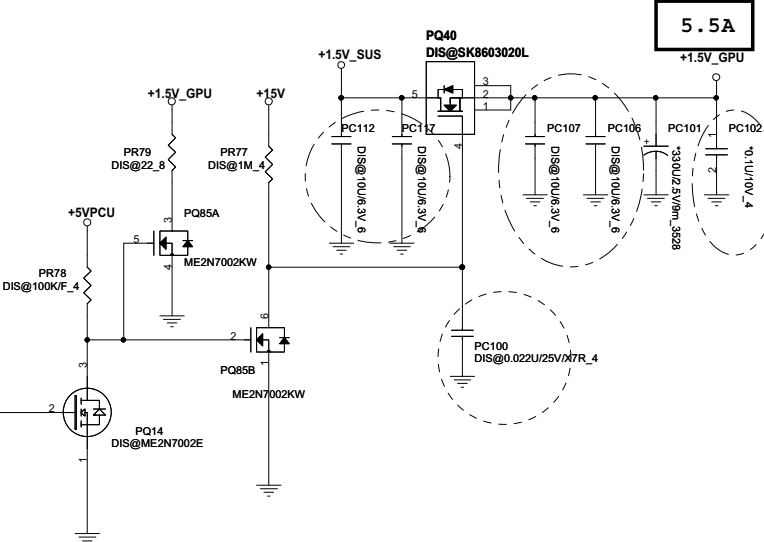 5.5A
PQ40
DIS@SK8603020L
+1.5V_SUS
+1.5V_GPU
+1.5V_GPU
+15V
5
3
2
1
4
PC112
DIS@10U/6.3V_6
PC117
DIS@10U/6.3V_6
PC107
DIS@10U/6.3V_6
PC106
DIS@10U/6.3V_6
PC101
+
*330U/2.5V/9m_3528
PC102
1
2
*0.1U/10V_4
PR79
DIS@22_8
PR77
DIS@1M_4
+5VPCU
PQ85A
3
5
4
ME2N7002KW
PR78
DIS@100K/F_4
6
2
1
PQ85B
ME2N7002KW
PC100
DIS@0.022U/25V/X7R_4
3
2
1
PQ14
DIS@ME2N7002E